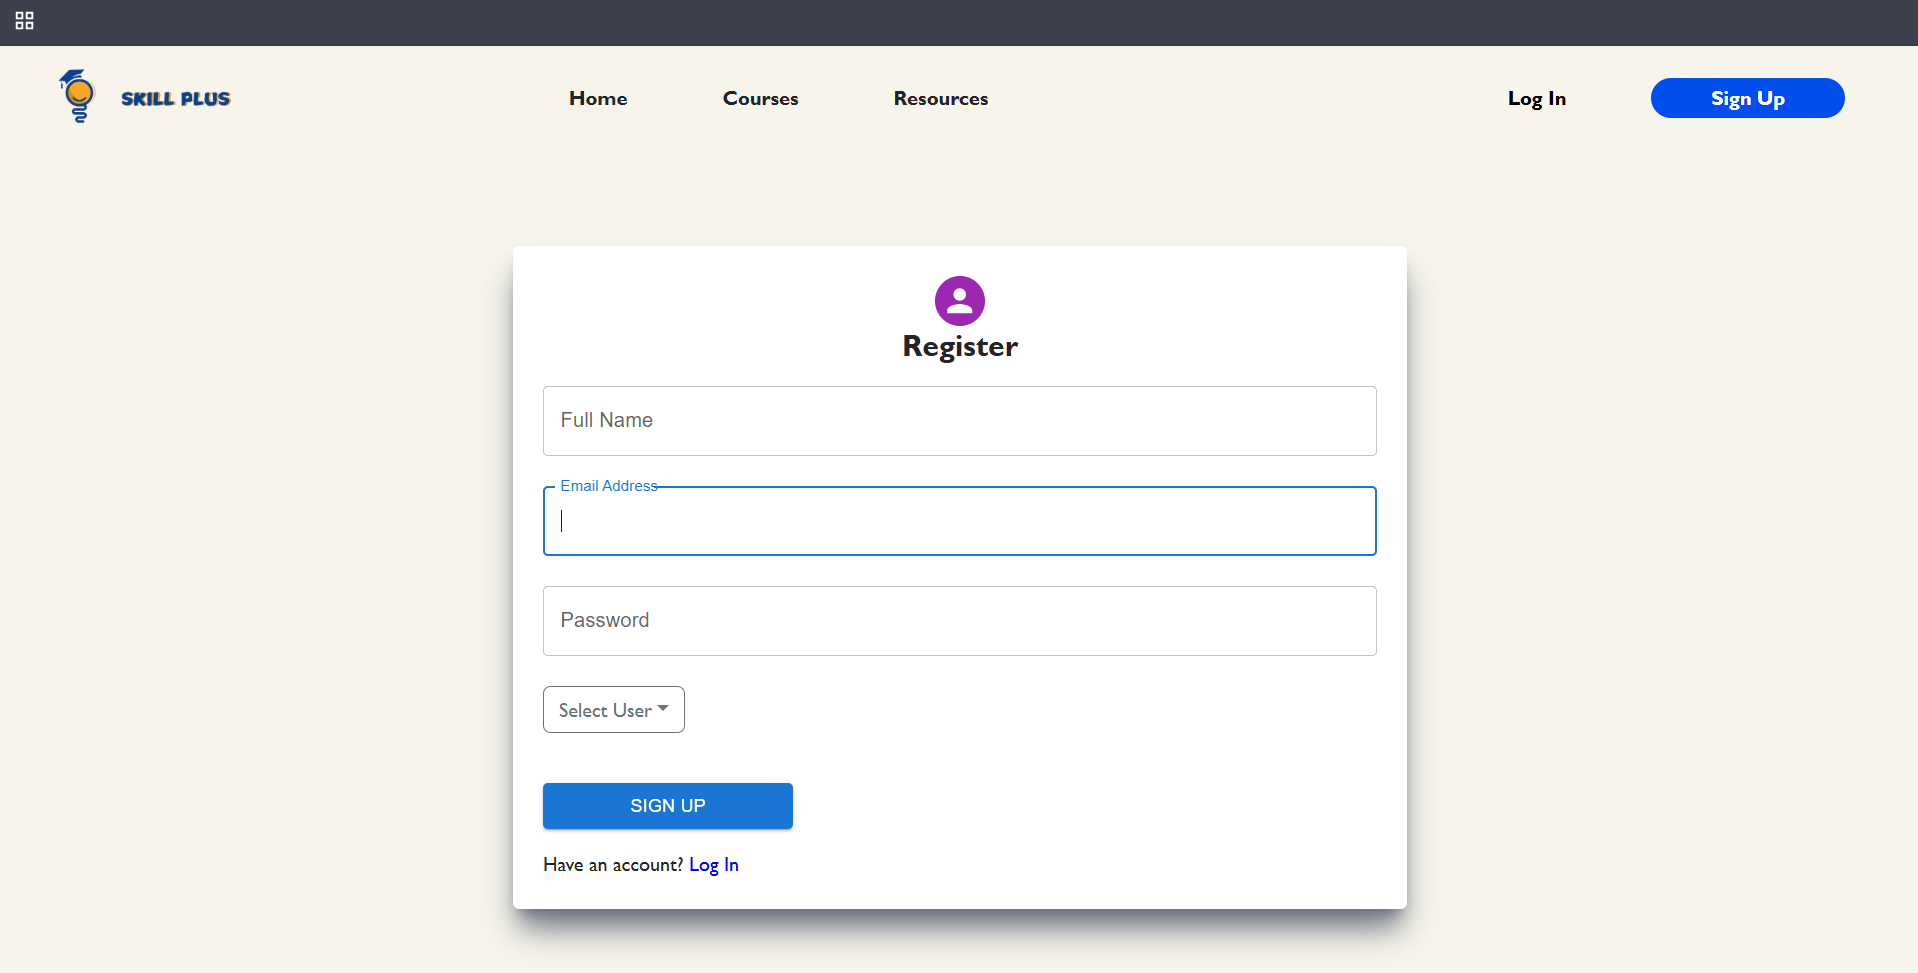 SKILL PLUS
Home
Courses
Resources
Log In
Sign Up
Register
Full Name
Email Address
Password
Select User
SIGN UP
Have an account? Log In